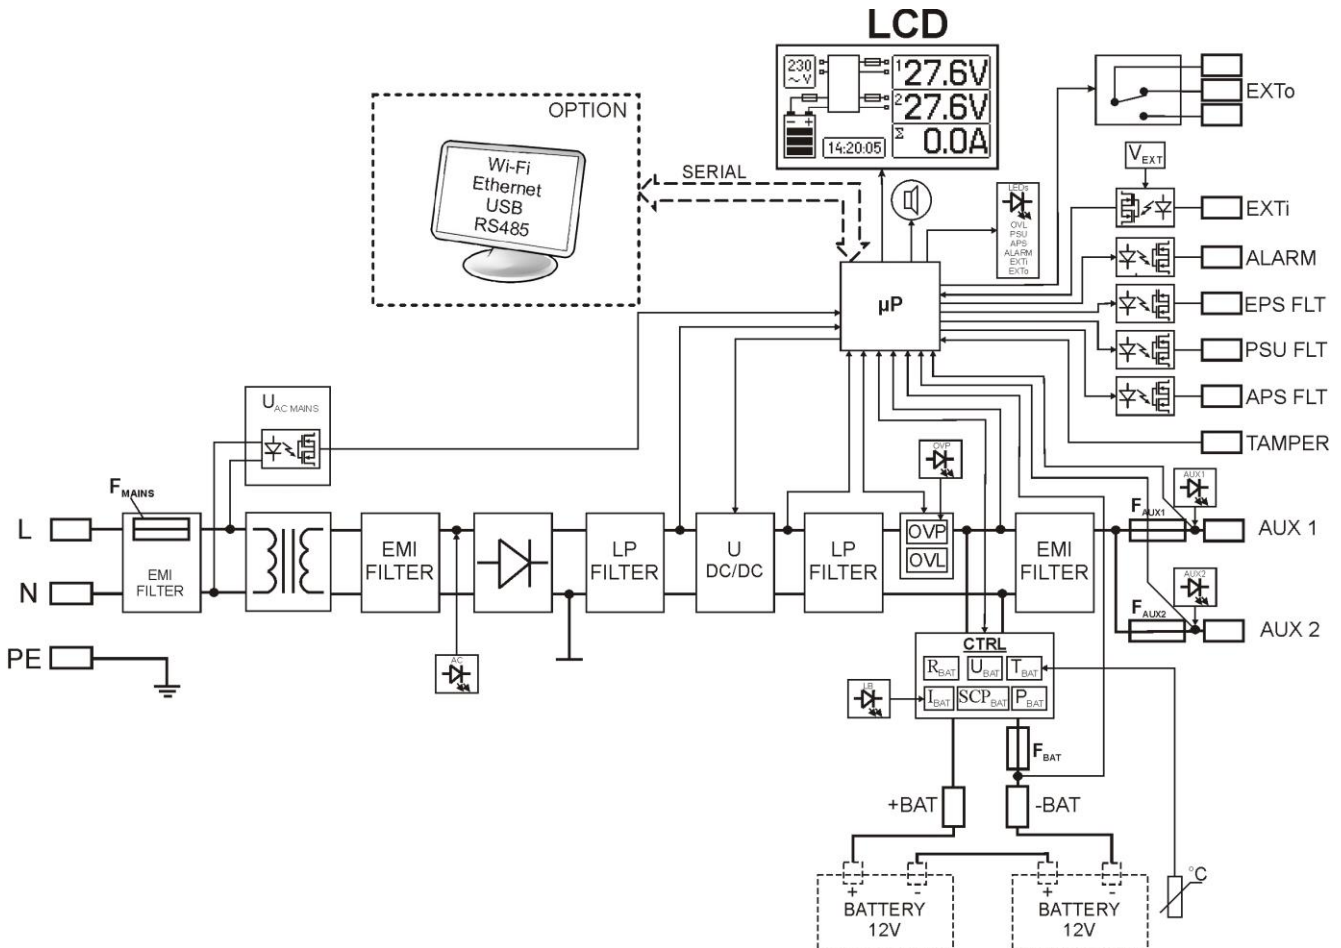 LCD
230
~ V
1 27.6V
2 27.6V
Σ 0.0A
- +
14:20:05
OPTION
Wi-Fi
Ethernet
USB
RS485
SERIAL
LEDs
OVL
PSU
APS
ALARM
EXTi
EXTo
µP
EXTo
VEXT
EXTi
ALARM
EPS FLT
PSU FLT
APS FLT
TAMPER
UAC MAINS
FMAINS
L
N
PE
EMI
FILTER
EMI
FILTER
AC
LP
FILTER
U
DC/DC
LP
FILTER
OVP
OVP
OVL
EMI
FILTER
FAUX1
AUX1
AUX 1
FAUX2
AUX2
AUX 2
CTRL
RBAT UBAT TBAT
IBAT SCPBAT PBAT
LB
FBAT
+BAT
-BAT
°C
+ -
BATTERY
12V
+ -
BATTERY
12V